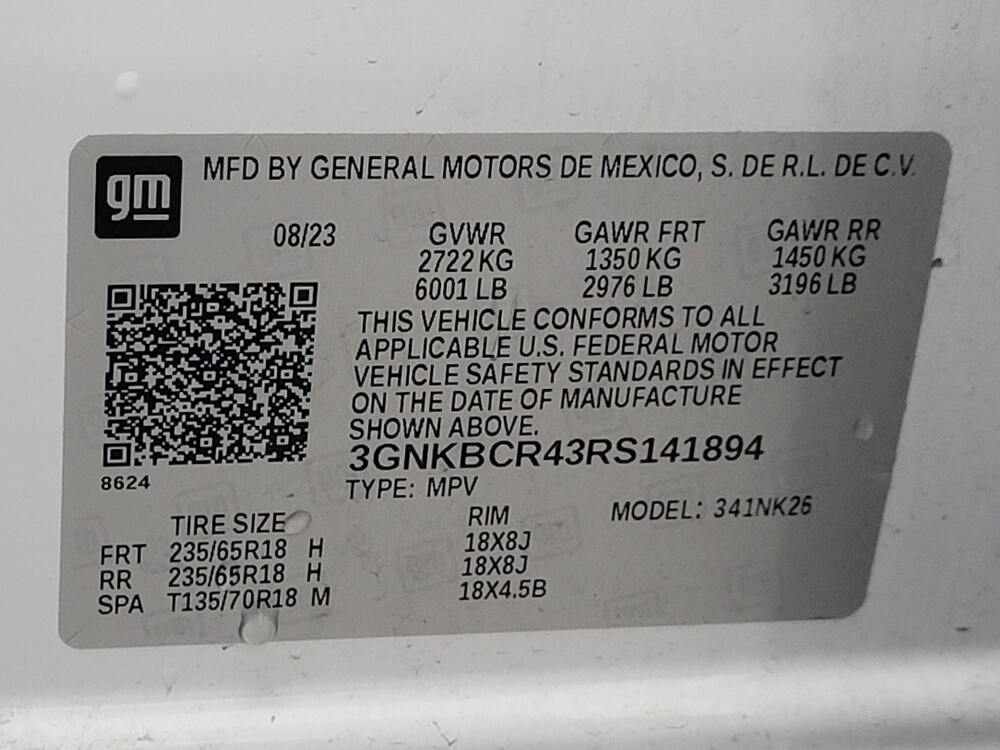 gm
MFD BY GENERAL MOTORS DE MEXICO, S. DE R.L. DE C.V.
08/23 GVWR GAWR FRT GAWR RR
2722 KG 1350 KG 1450 KG
6001 LB 2976 LB 3196 LB
THIS VEHICLE CONFORMS TO ALL
APPLICABLE U.S. FEDERAL MOTOR
VEHICLE SAFETY STANDARDS IN EFFECT
ON THE DATE OF MANUFACTURE
SHOWN ABOVE.
3GNKBCR43RS141894
8624
TYPE: MPV
TIRE SIZE RIM MODEL: 341NK26
FRT 235/65R18 H 18X8J
RR 235/65R18 H 18X8J
SPA T135/70R18 M 18X4.5B